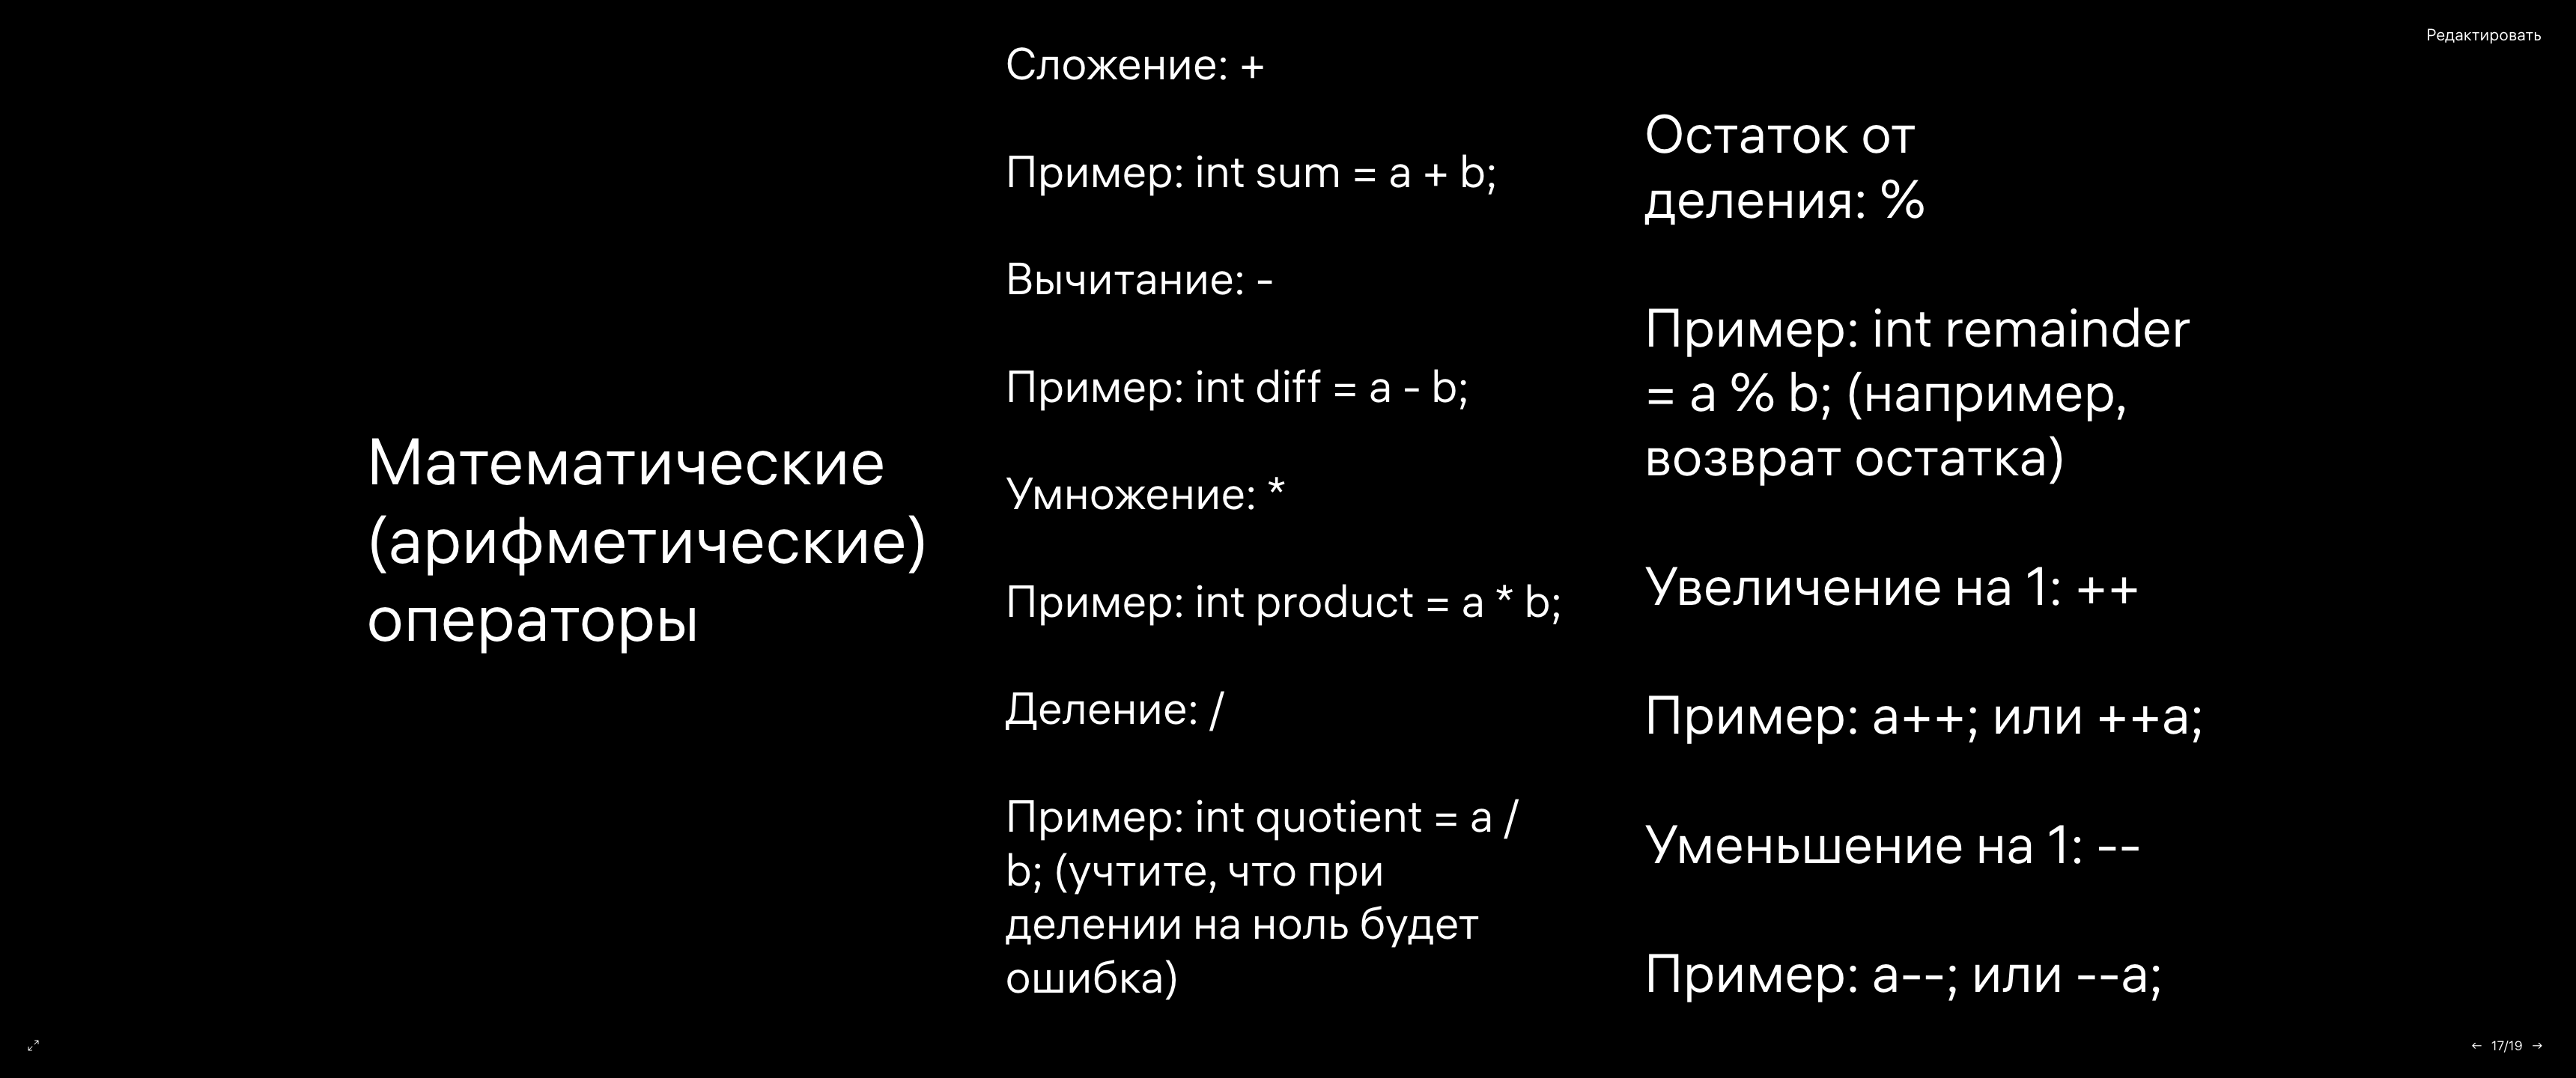 Редактировать
Математические
(арифметические)
операторы
Сложение: +
Пример: int sum = a + b;
Вычитание: -
Пример: int diff = a - b;
Умножение: *
Пример: int product = a * b;
Деление: /
Пример: int quotient = a /
b; (учтите, что при
делении на ноль будет
ошибка)
Остаток от
деления: %
Пример: int remainder
= a % b; (например,
возврат остатка)
Увеличение на 1: ++
Пример: a++; или ++a;
Уменьшение на 1: --
Пример: a--; или --a;
← 17/19 →